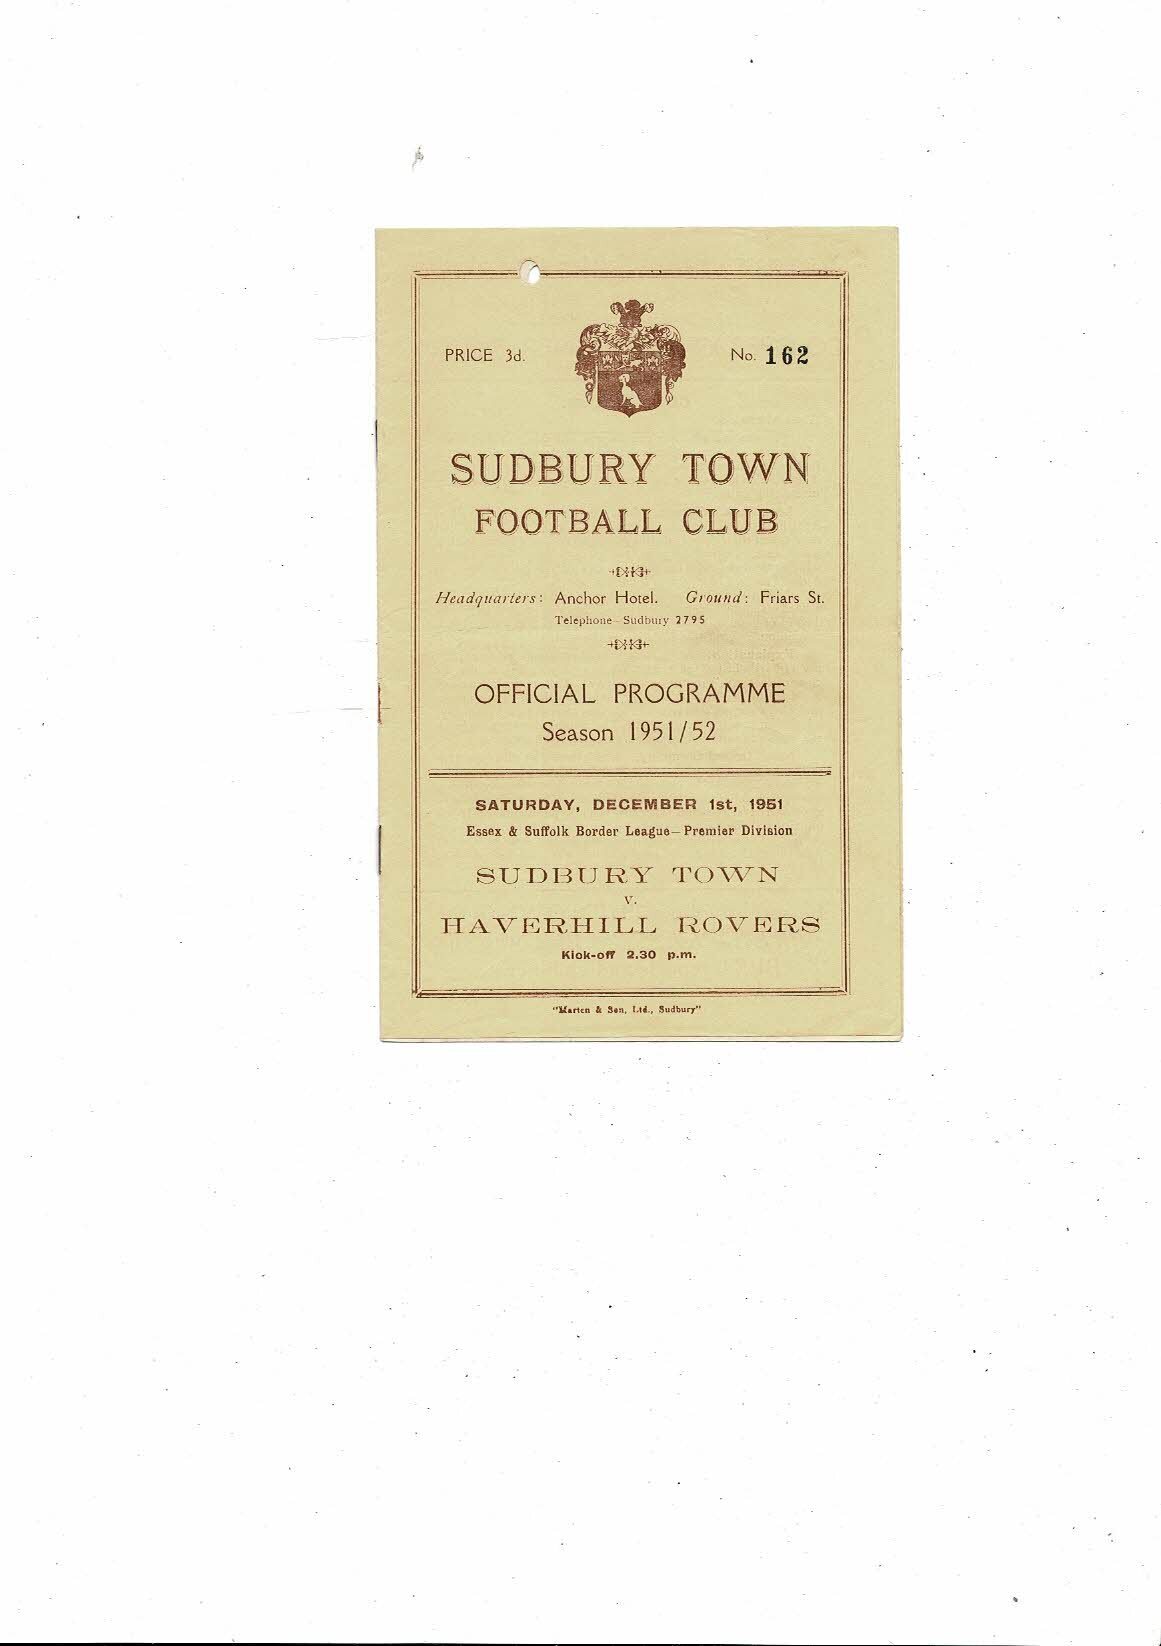 PRICE 3d.
No. 162
SUDBURY TOWN
FOOTBALL CLUB
Headquarters: Anchor Hotel. Ground: Friars St.
Telephone - Sudbury 2795
OFFICIAL PROGRAMME
Season 1951/52
SATURDAY, DECEMBER 1st, 1951
Essex & Suffolk Border League—Premier Division
SUDBURY TOWN
v.
HAVERHILL ROVERS
Kick-off 2.30 p.m.
"Marten & Son, Ltd., Sudbury"